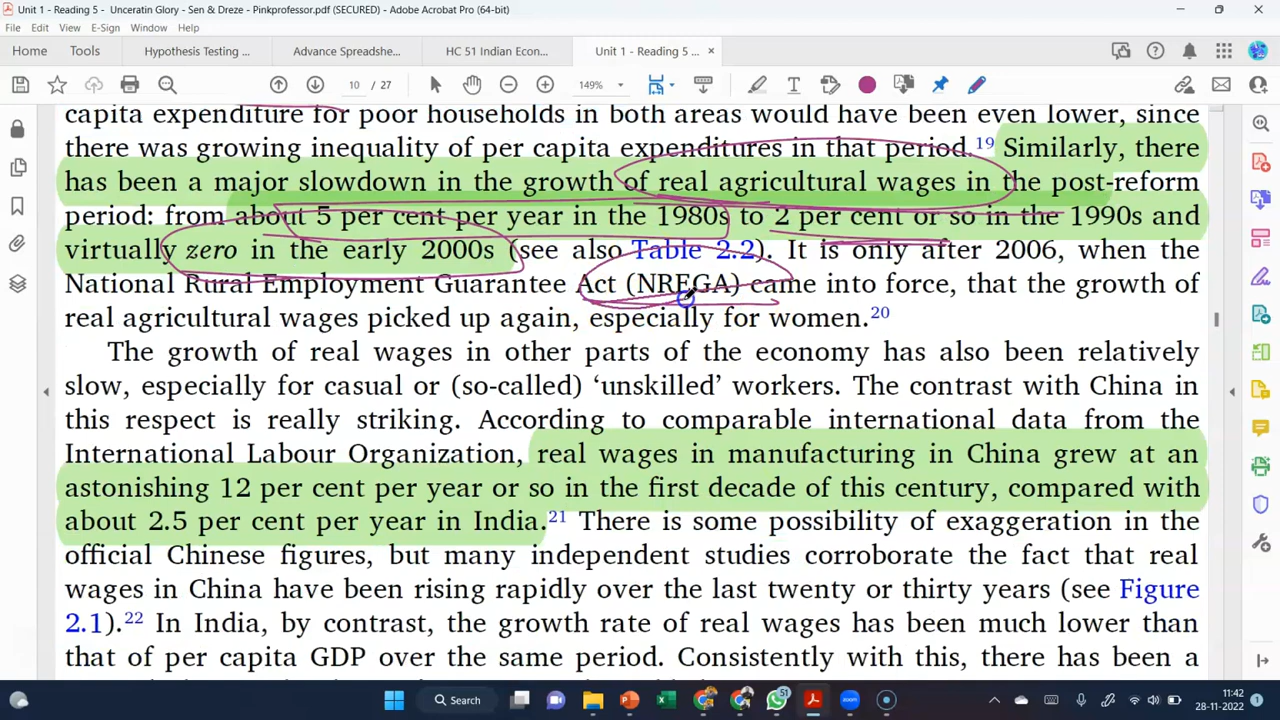 Unit 1 - Reading 5 - Unceratin Glory - Sen & Dreze - Pinkprofessor.pdf (SECURED) - Adobe Acrobat Pro (64-bit)
File Edit View E-Sign Window Help
Home Tools Hypothesis Testing ... Advance Spreadshe... HC 51 Indian Econ... Unit 1 - Reading 5 ... ×
10 / 27 149%
capita expenditure for poor households in both areas would have been even lower, since
there was growing inequality of per capita expenditures in that period.19 Similarly, there
has been a major slowdown in the growth of real agricultural wages in the post-reform
period: from about 5 per cent per year in the 1980s to 2 per cent or so in the 1990s and
virtually zero in the early 2000s (see also Table 2.2). It is only after 2006, when the
National Rural Employment Guarantee Act (NREGA) came into force, that the growth of
real agricultural wages picked up again, especially for women.20
The growth of real wages in other parts of the economy has also been relatively
slow, especially for casual or (so-called) ‘unskilled’ workers. The contrast with China in
this respect is really striking. According to comparable international data from the
International Labour Organization, real wages in manufacturing in China grew at an
astonishing 12 per cent per year or so in the first decade of this century, compared with
about 2.5 per cent per year in India.21 There is some possibility of exaggeration in the
official Chinese figures, but many independent studies corroborate the fact that real
wages in China have been rising rapidly over the last twenty or thirty years (see Figure
2.1).22 In India, by contrast, the growth rate of real wages has been much lower than
that of per capita GDP over the same period. Consistently with this, there has been a
Search
51
11:42
28-11-2022